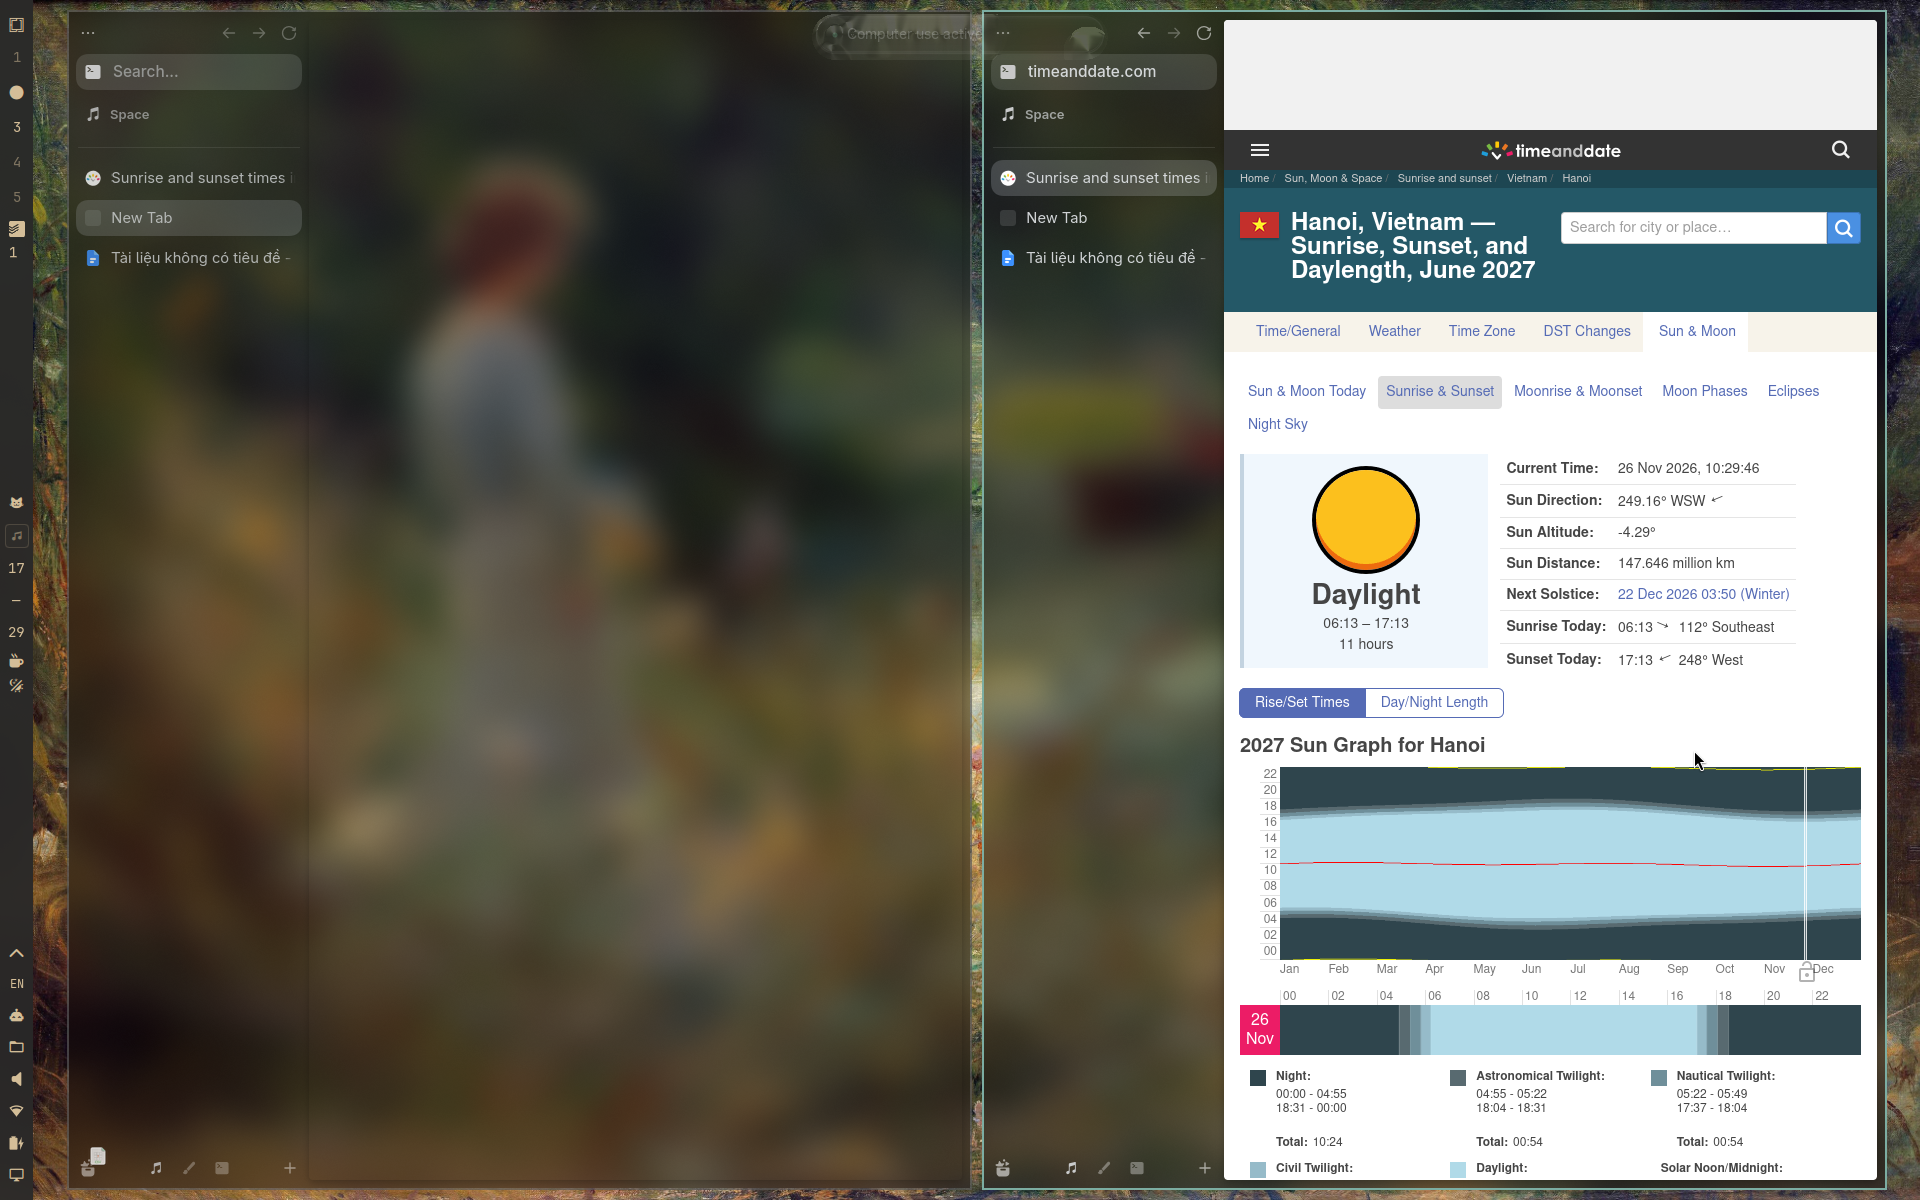 1
3
4
5
1
17
29
EN
Search...
Space
Sunrise and sunset times i
New Tab
Tài liệu không có tiêu đề -
Computer use active
timeanddate.com
Space
Sunrise and sunset times i
New Tab
Tài liệu không có tiêu đề -
timeanddate
Home / Sun, Moon & Space / Sunrise and sunset / Vietnam / Hanoi
Hanoi, Vietnam —
Sunrise, Sunset, and
Daylength, June 2027
Search for city or place...
Time/General Weather Time Zone DST Changes Sun & Moon
Sun & Moon Today Sunrise & Sunset Moonrise & Moonset Moon Phases Eclipses
Night Sky
Daylight
06:13 – 17:13
11 hours
Current Time: 26 Nov 2026, 10:29:46
Sun Direction: 249.16° WSW
Sun Altitude: -4.29°
Sun Distance: 147.646 million km
Next Solstice: 22 Dec 2026 03:50 (Winter)
Sunrise Today: 06:13 112° Southeast
Sunset Today: 17:13 248° West
Rise/Set Times Day/Night Length
2027 Sun Graph for Hanoi
22
20
18
16
14
12
10
08
06
04
02
00
Jan Feb Mar Apr May Jun Jul Aug Sep Oct Nov Dec
00 02 04 06 08 10 12 14 16 18 20 22
26
Nov
Night:
00:00 - 04:55
18:31 - 00:00
Total: 10:24
Astronomical Twilight:
04:55 - 05:22
18:04 - 18:31
Total: 00:54
Nautical Twilight:
05:22 - 05:49
17:37 - 18:04
Total: 00:54
Civil Twilight:
Daylight:
Solar Noon/Midnight: